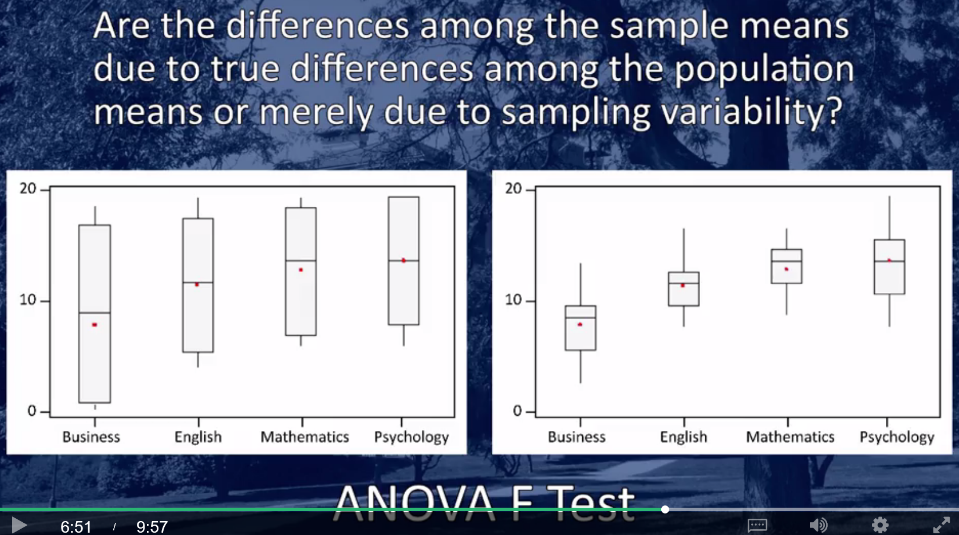 Are the differences among the sample means
due to true differences among the population
means or merely due to sampling variability?
20
10
0
Business English Mathematics Psychology
20
10
0
Business English Mathematics Psychology
ANOVA F Test
6:51 / 9:57